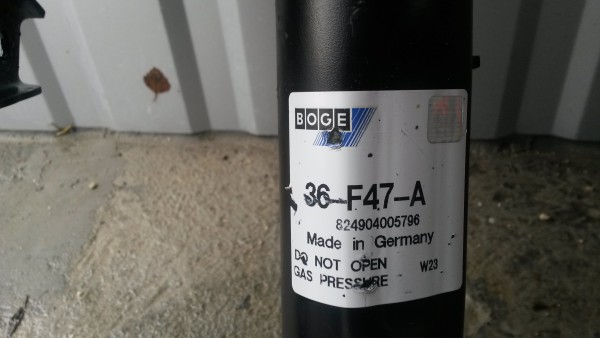 BOGE
36-F47-A
824904005796
Made in Germany
DO NOT OPEN W23
GAS PRESSURE